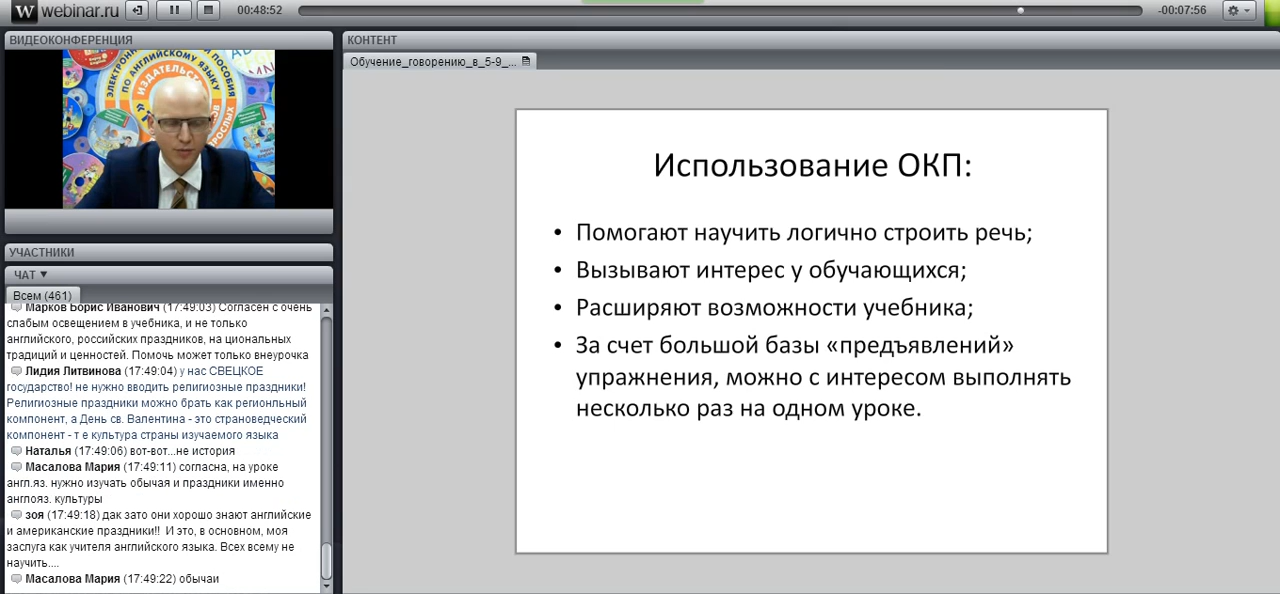 W webinar.ru
00:48:52
-00:07:56
ВИДЕОКОНФЕРЕНЦИЯ
ЭЛЕКТРОННЫЕ ПОСОБИЯ
ПО АНГЛИЙСКОМУ ЯЗЫКУ
ИЗДАТЕЛЬСТВО
УЧАСТНИКИ
ЧАТ
Всем (461)
Марков Борис Иванович (17:49:03) Согласен с очень
слабым освещением в учебника, и не только
английского, российских праздников, на циональных
традиций и ценностей. Помочь может только внеурочка
Лидия Литвинова (17:49:04) у нас СВЕЦКОЕ
государство! не нужно вводить религиозные праздники!
Религиозные праздники можно брать как регионльный
компонент, а День св. Валентина - это страноведческий
компонент - т е культура страны изучаемого языка
Наталья (17:49:06) вот-вот...не история
Масалова Мария (17:49:11) согласна, на уроке
англ.яз. нужно изучать обычая и праздники именно
англояз. культуры
зоя (17:49:18) дак зато они хорошо знают английские
и американские праздники!! И это, в основном, моя
заслуга как учителя английского языка. Всех всему не
научить....
Масалова Мария (17:49:22) обычаи
КОНТЕНТ
Обучение_говорению_в_5-9_...
Использование ОКП:
• Помогают научить логично строить речь;
• Вызывают интерес у обучающихся;
• Расширяют возможности учебника;
• За счет большой базы «предъявлений»
упражнения, можно с интересом выполнять
несколько раз на одном уроке.